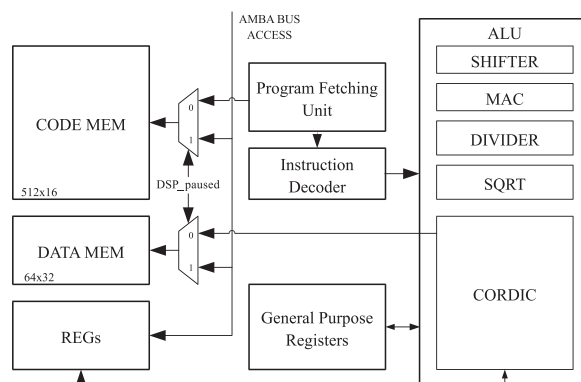 AMBA BUS
ACCESS
ALU
SHIFTER
MAC
DIVIDER
SQRT
CORDIC
CODE MEM
512x16
0
1
Program Fetching
Unit
Instruction
Decoder
DSP_paused
DATA MEM
64x32
0
1
REGs
General Purpose
Registers